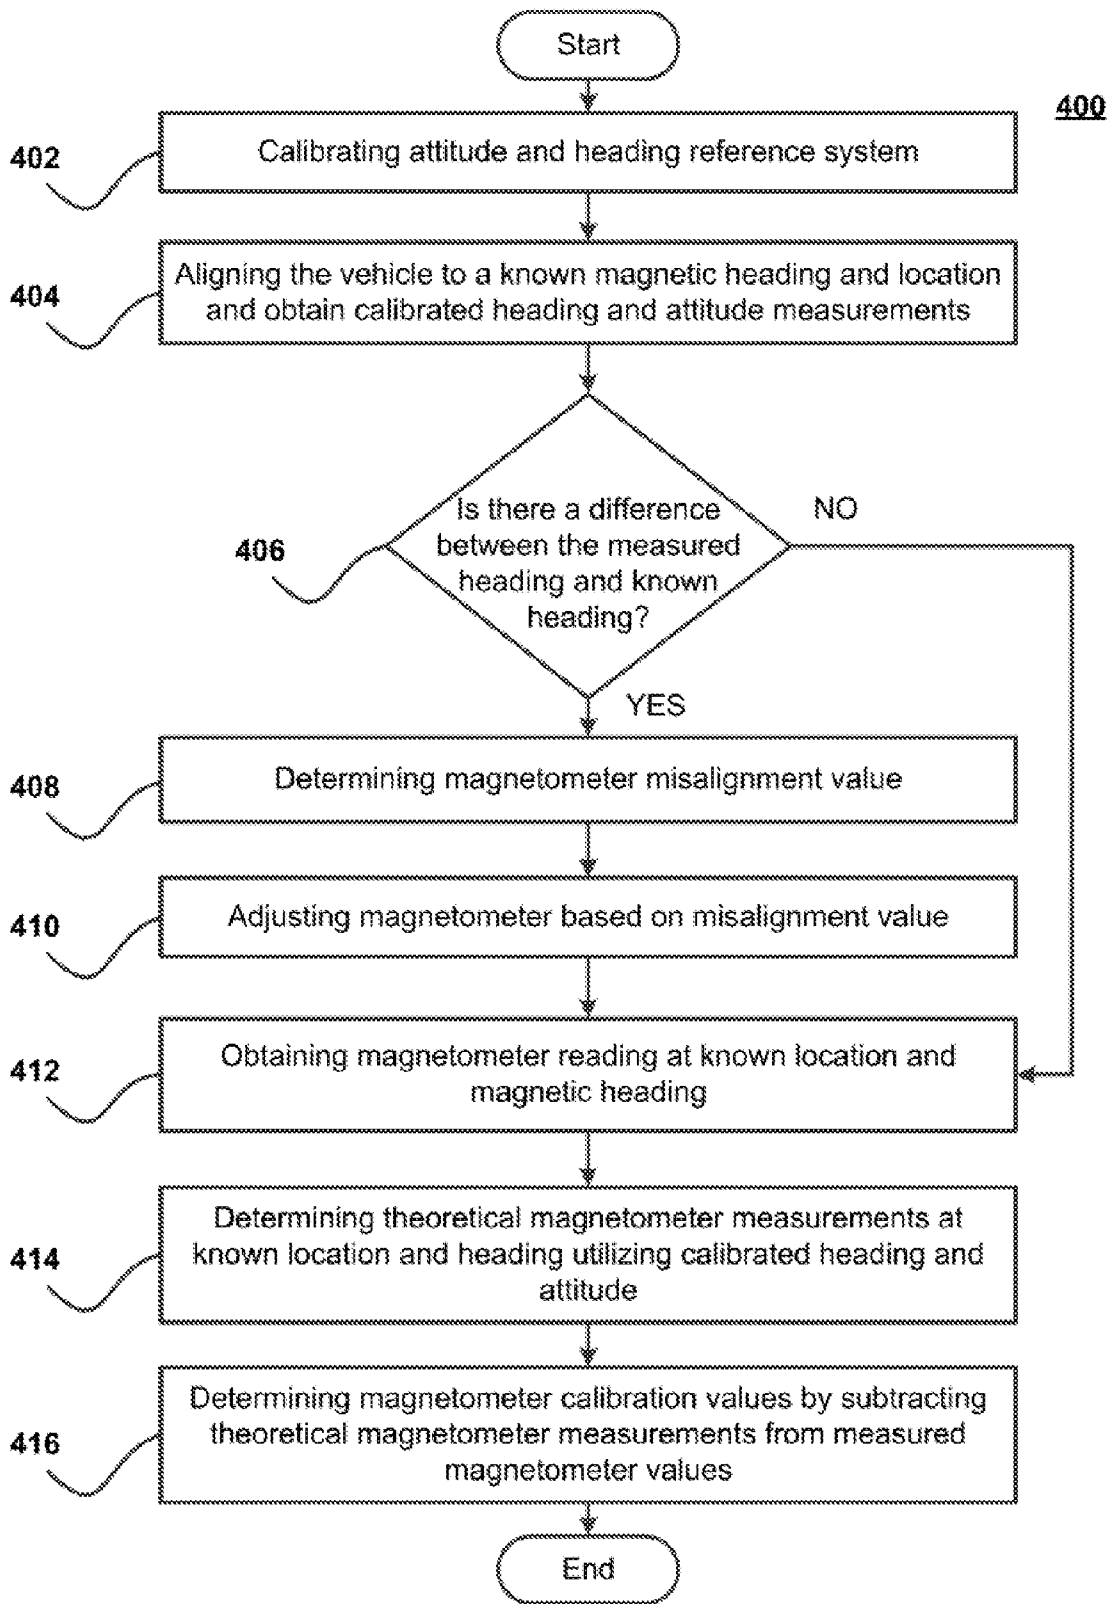 Start
400
402
Calibrating attitude and heading reference system
404
Aligning the vehicle to a known magnetic heading and location
and obtain calibrated heading and attitude measurements
406
Is there a difference
between the measured
heading and known
heading?
NO
YES
408
Determining magnetometer misalignment value
410
Adjusting magnetometer based on misalignment value
412
Obtaining magnetometer reading at known location and
magnetic heading
414
Determining theoretical magnetometer measurements at
known location and heading utilizing calibrated heading and
attitude
416
Determining magnetometer calibration values by subtracting
theoretical magnetometer measurements from measured
magnetometer values
End